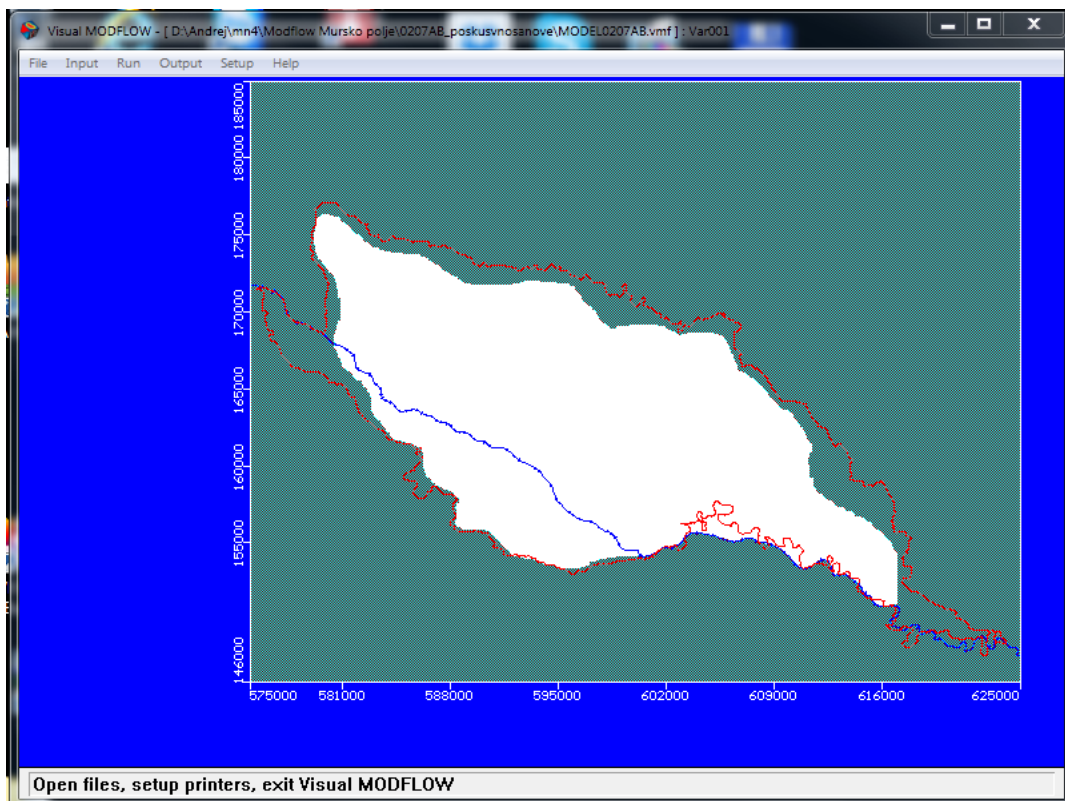 Visual MODFLOW - [ D:\Andrej\mn4\Modflow Mursko polje\0207AB_poskusvnosanove\MODEL0207AB.vmf ] : Var001
File Input Run Output Setup Help
185000
180000
175000
170000
165000
160000
155000
146000
575000 581000 588000 595000 602000 609000 616000 625000
Open files, setup printers, exit Visual MODFLOW